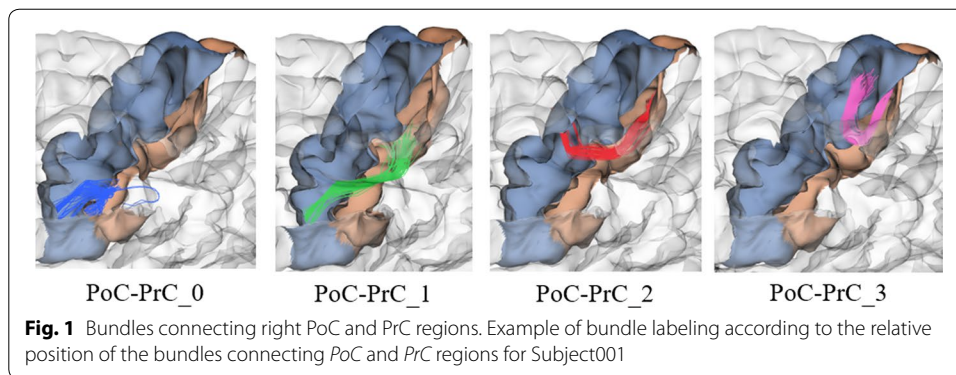 PoC-PrC_0 PoC-PrC_1 PoC-PrC_2 PoC-PrC_3
Fig. 1 Bundles connecting right PoC and PrC regions. Example of bundle labeling according to the relative
position of the bundles connecting PoC and PrC regions for Subject001